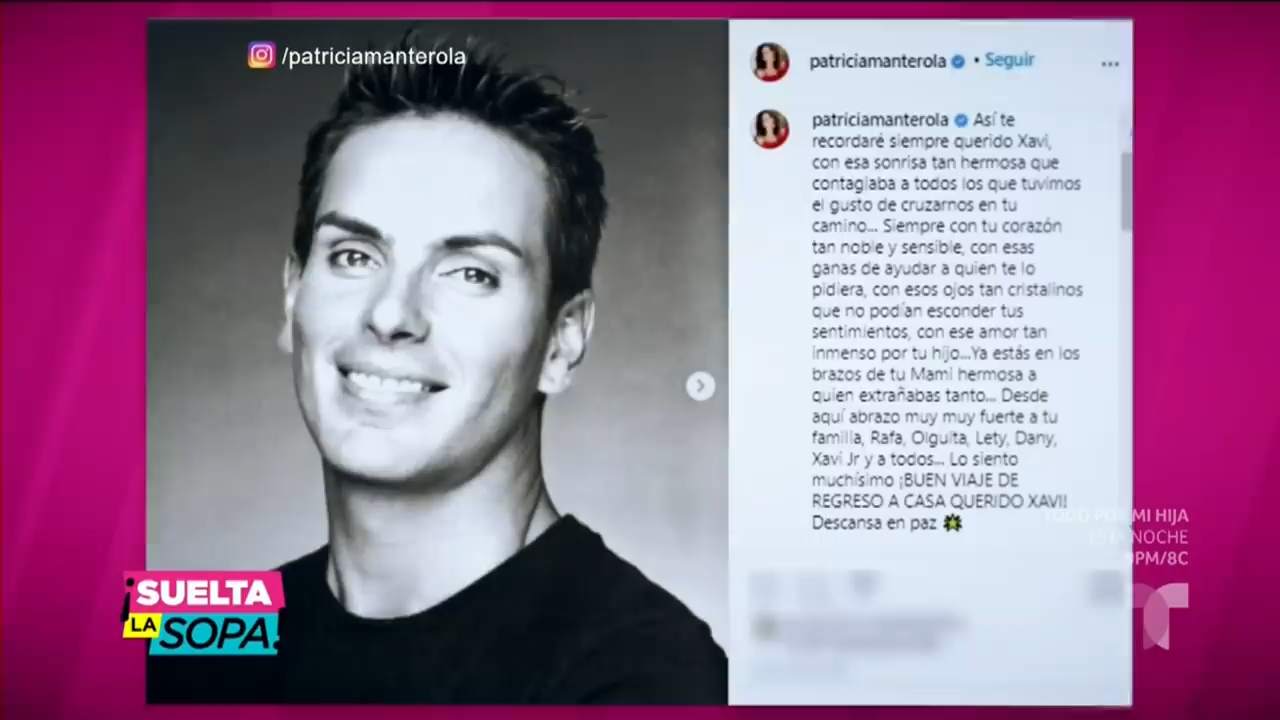 /patriciamanterola
patriciamanterola • Seguir
patriciamanterola Así te
recordaré siempre querido Xavi,
con esa sonrisa tan hermosa que
contagiaba a todos los que tuvimos
el gusto de cruzarnos en tu
camino... Siempre con tu corazón
tan noble y sensible, con esas
ganas de ayudar a quien te lo
pidiera, con esos ojos tan cristalinos
que no podían esconder tus
sentimientos, con ese amor tan
inmenso por tu hijo...Ya estás en los
brazos de tu Mami hermosa a
quien extrañabas tanto... Desde
aquí abrazo muy muy fuerte a tu
familia, Rafa, Olguita, Lety, Dany,
Xavi Jr y a todos... Lo siento
muchísimo ¡BUEN VIAJE DE
REGRESO A CASA QUERIDO XAVI!
Descansa en paz
TODO POR MI HIJA
ESTA NOCHE
9PM/8C
¡SUELTA
LA SOPA!